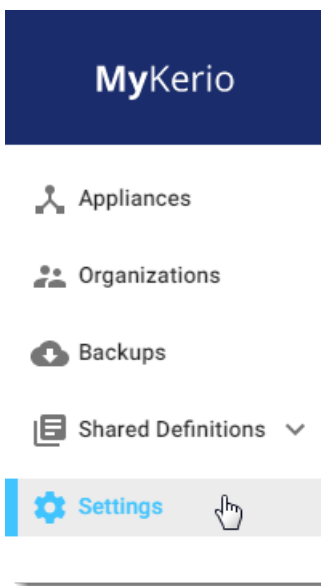 MyKerio
Appliances
Organizations
Backups
Shared Definitions
Settings